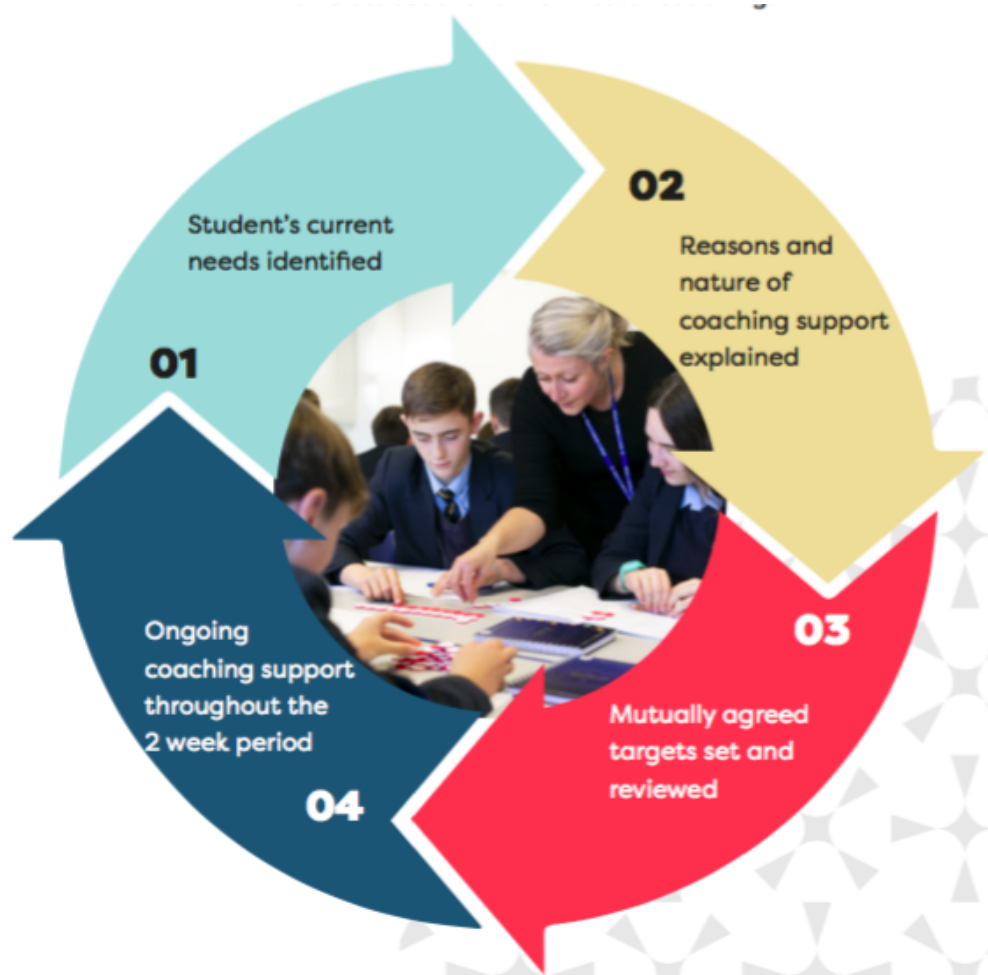 01
Student's current
needs identified
02
Reasons and
nature of
coaching support
explained
03
Mutually agreed
targets set and
reviewed
Ongoing
coaching support
throughout the
2 week period
04